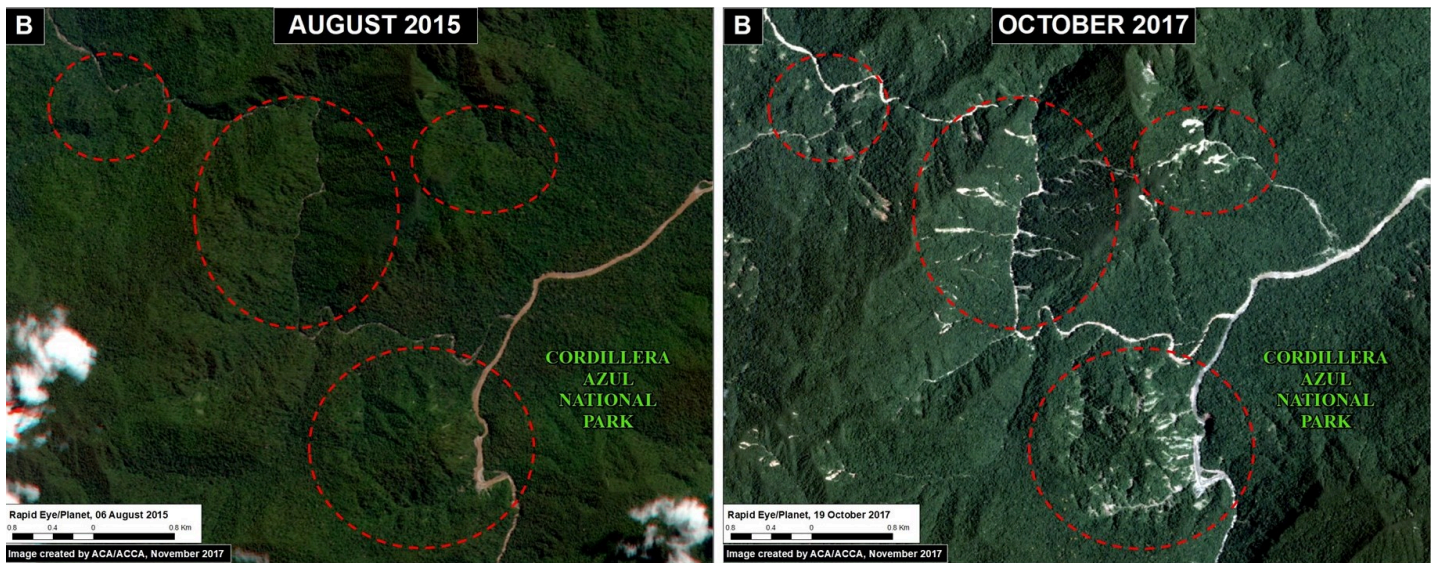 B
AUGUST 2015
CORDILLERA
AZUL
NATIONAL
PARK
Rapid Eye/Planet, 06 August 2015
0.8 0.4 0 0.8 Km
Image created by ACA/ACCA, November 2017
B
OCTOBER 2017
CORDILLERA
AZUL
NATIONAL
PARK
Rapid Eye/Planet, 19 October 2017
0.8 0.4 0 0.8 Km
Image created by ACA/ACCA, November 2017